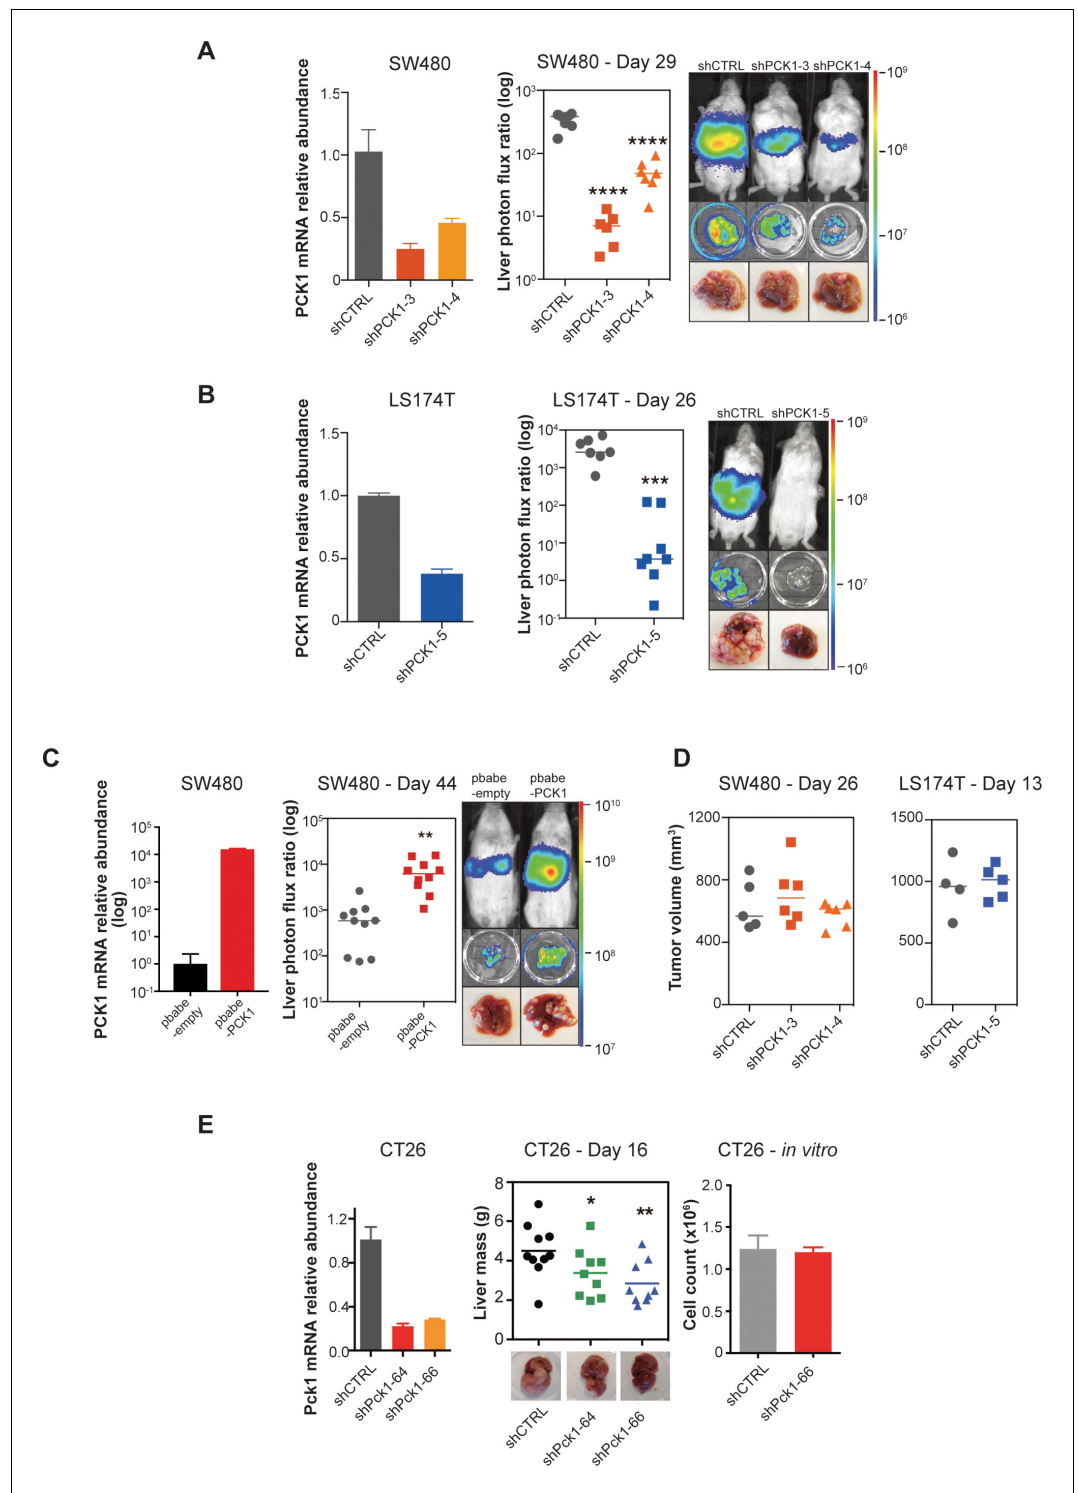 A
SW480
PCK1 mRNA relative abundance
1.5
1.0
0.5
0
shCTRL
shPCK1-3
shPCK1-4
SW480 - Day 29
LIver photon flux ratio (log)
10³
10²
10¹
10⁰
****
****
shCTRL
shPCK1-3
shPCK1-4
shCTRL shPCK1-3 shPCK1-4
10⁹
10⁸
10⁷
10⁶
B
LS174T
PCK1 mRNA relative abundance
1.5
1.0
0.5
0
shCTRL
shPCK1-5
LS174T - Day 26
Liver photon flux ratio (log)
10⁴
10³
10²
10¹
10⁰
10⁻¹
***
shCTRL
shPCK1-5
shCTRL shPCK1-5
10⁹
10⁸
10⁷
10⁶
C
SW480
PCK1 mRNA relative abundance
(log)
10⁵
10⁴
10³
10²
10¹
10⁰
10⁻¹
pbabe
-empty
pbabe
-PCK1
SW480 - Day 44
LIver photon flux ratio (log)
10⁵
10⁴
10³
10²
10¹
**
pbabe
-empty
pbabe
-PCK1
pbabe
-empty
pbabe
-PCK1
10¹⁰
10⁹
10⁸
10⁷
D
SW480 - Day 26
Tumor volume (mm³)
1200
800
400
0
shCTRL
shPCK1-3
shPCK1-4
LS174T - Day 13
1500
1000
500
0
shCTRL
shPCK1-5
E
CT26
Pck1 mRNA relative abundance
1.2
0.8
0.4
0.0
shCTRL
shPck1-64
shPck1-66
CT26 - Day 16
Liver mass (g)
8
6
4
2
0
*
**
shCTRL
shPck1-64
shPck1-66
CT26 - in vitro
Cell count (x10⁶)
2.0
1.5
1.0
0.5
0
shCTRL
shPck1-66